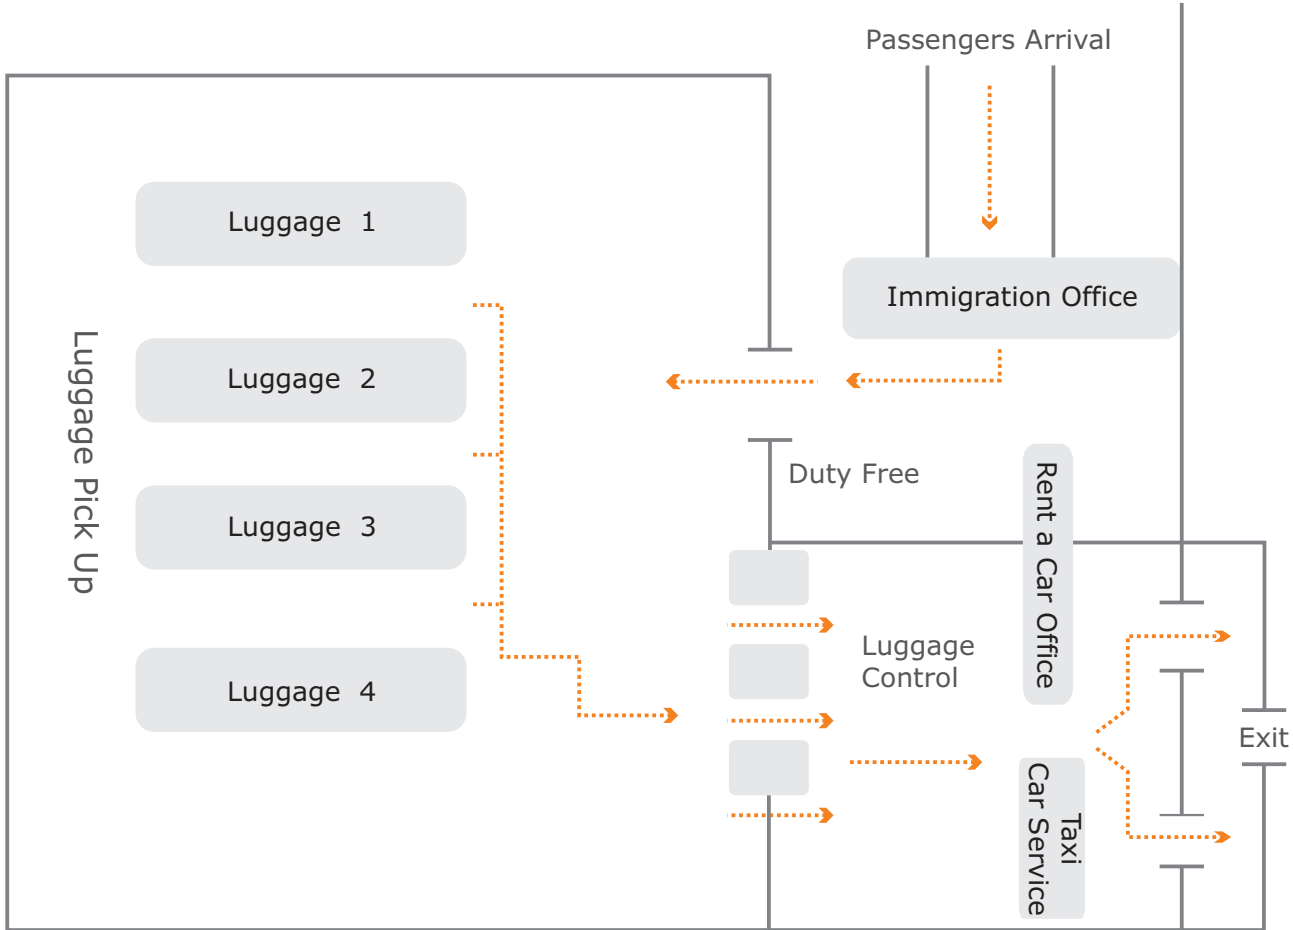 Passengers Arrival
Immigration Office
Luggage Pick Up
Luggage 1
Luggage 2
Luggage 3
Luggage 4
Duty Free
Luggage
Control
Rent a Car Office
Taxi
Car Service
Exit